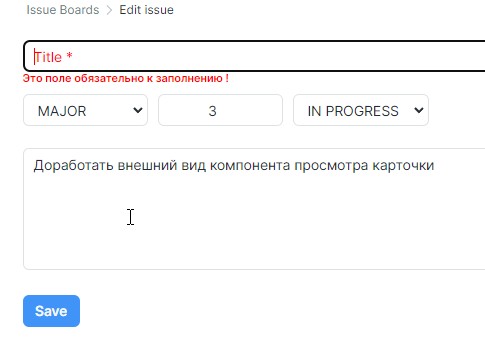 Issue Boards > Edit issue
Title *
Это поле обязательно к заполнению !
MAJOR 3 IN PROGRESS
Доработать внешний вид компонента просмотра карточки
Save